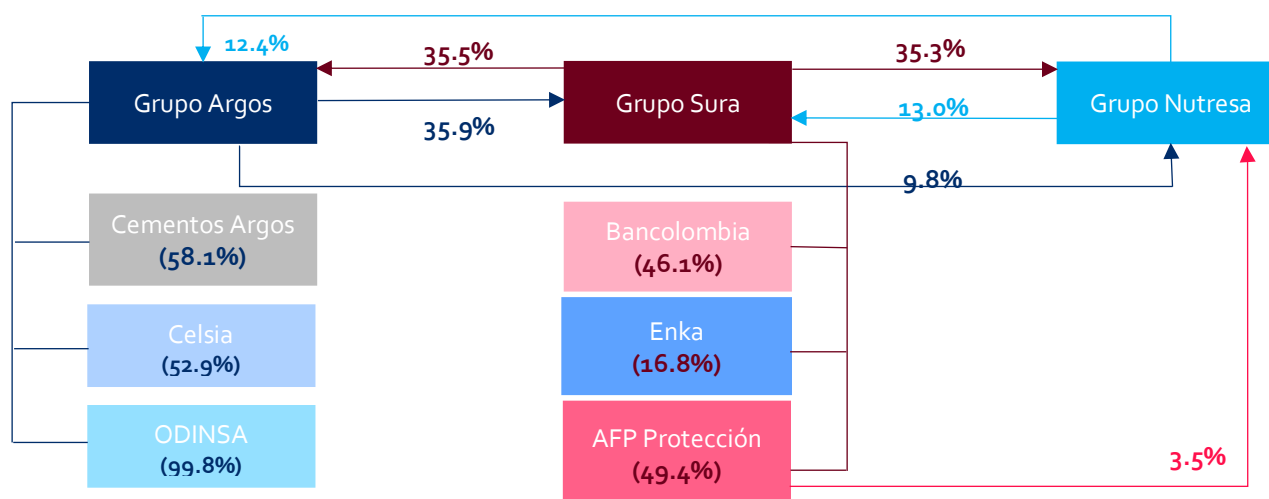 12.4%
35.5%
35.3%
Grupo Argos
Grupo Sura
Grupo Nutresa
35.9%
13.0%
9.8%
Cementos Argos
(58.1%)
Bancolombia
(46.1%)
Celsia
(52.9%)
Enka
(16.8%)
ODINSA
(99.8%)
AFP Protección
(49.4%)
3.5%